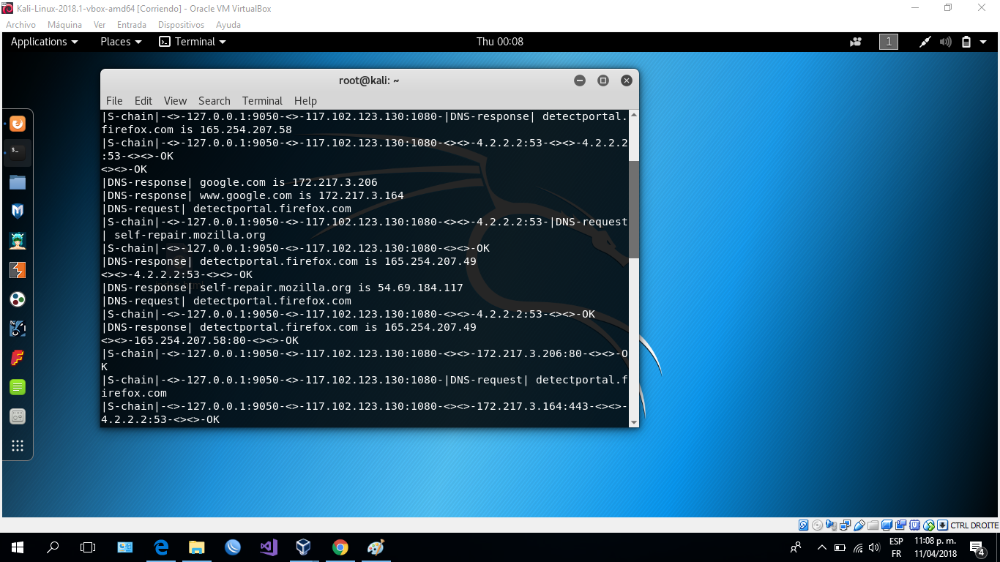 Kali-Linux-2018.1-vbox-amd64 [Corriendo] - Oracle VM VirtualBox
Archivo Máquina Ver Entrada Dispositivos Ayuda
Applications Places Terminal Thu 00:08 1
root@kali: ~
File Edit View Search Terminal Help
|S-chain|-<>-127.0.0.1:9050-<>-117.102.123.130:1080-|DNS-response| detectportal.
firefox.com is 165.254.207.58
|S-chain|-<>-127.0.0.1:9050-<>-117.102.123.130:1080-<><>-4.2.2.2:53-<><>-4.2.2.2
:53-<><>-OK
<><>-OK
|DNS-response| google.com is 172.217.3.206
|DNS-response| www.google.com is 172.217.3.164
|DNS-request| detectportal.firefox.com
|S-chain|-<>-127.0.0.1:9050-<>-117.102.123.130:1080-<><>-4.2.2.2:53-|DNS-request
| self-repair.mozilla.org
|S-chain|-<>-127.0.0.1:9050-<>-117.102.123.130:1080-<><>-OK
|DNS-response| detectportal.firefox.com is 165.254.207.49
<><>-4.2.2.2:53-<><>-OK
|DNS-response| self-repair.mozilla.org is 54.69.184.117
|DNS-request| detectportal.firefox.com
|S-chain|-<>-127.0.0.1:9050-<>-117.102.123.130:1080-<><>-4.2.2.2:53-<><>-OK
|DNS-response| detectportal.firefox.com is 165.254.207.49
<><>-165.254.207.58:80-<><>-OK
|S-chain|-<>-127.0.0.1:9050-<>-117.102.123.130:1080-<><>-172.217.3.206:80-<><>-O
K
|S-chain|-<>-127.0.0.1:9050-<>-117.102.123.130:1080-|DNS-request| detectportal.f
irefox.com
|S-chain|-<>-127.0.0.1:9050-<>-117.102.123.130:1080-<><>-172.217.3.164:443-<><>-
4.2.2.2:53-<><>-OK
CTRL DROITE
ESP 11:08 p. m.
FR 11/04/2018 4